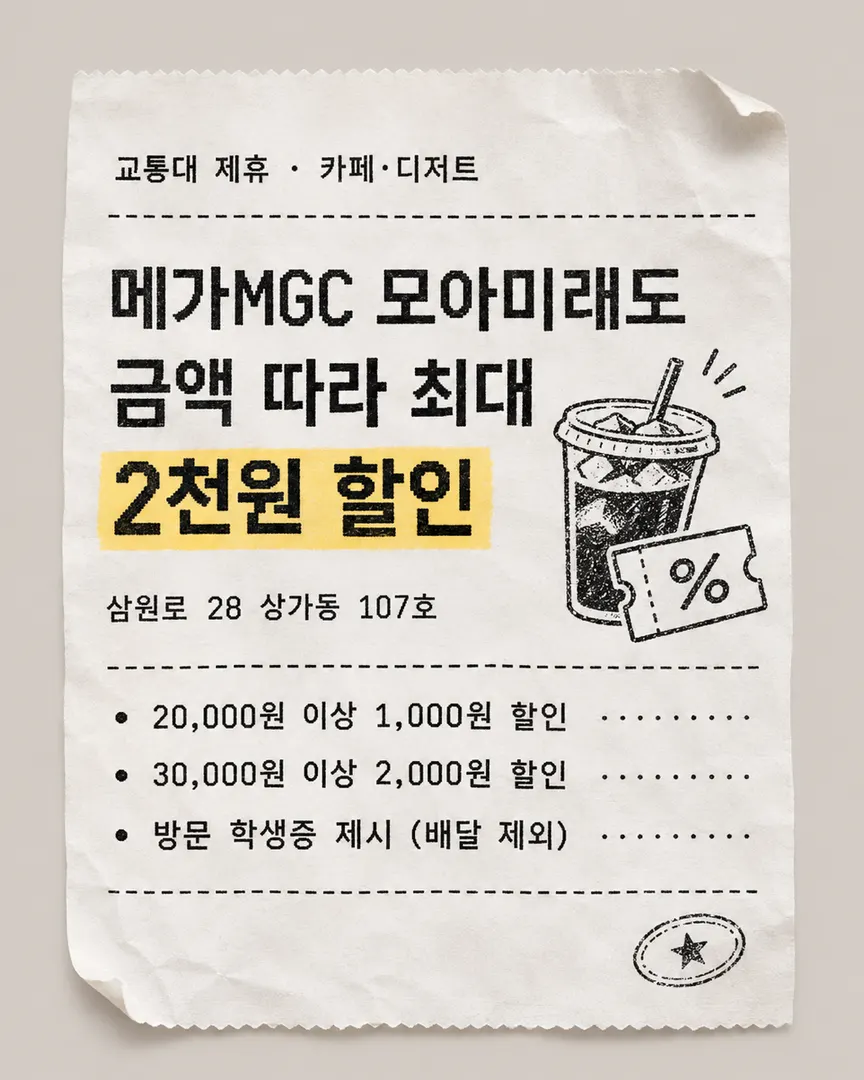 교통대 제휴 · 카페·디저트
메가MGC 모아미래도
금액 따라 최대
2천원 할인
삼원로 28 상가동 107호
• 20,000원 이상 1,000원 할인 ·········
• 30,000원 이상 2,000원 할인 ·········
• 방문 학생증 제시 (배달 제외) ·········
%